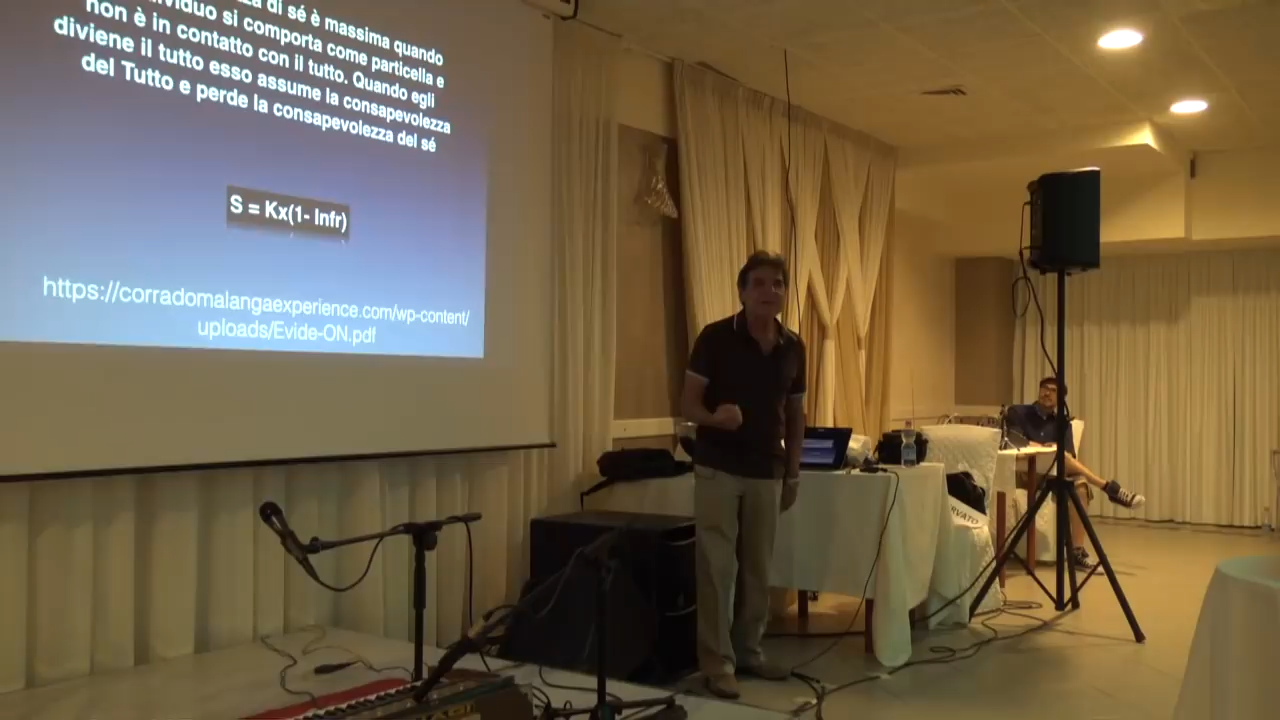 di sé è massima quando
individuo si comporta come particella e
non è in contatto con il tutto. Quando egli
diviene il tutto esso assume la consapevolezza
del Tutto e perde la consapevolezza del sé
S = Kx(1- Infr)
https://corradomalangaexperience.com/wp-content/
uploads/Evide-ON.pdf
RVATO